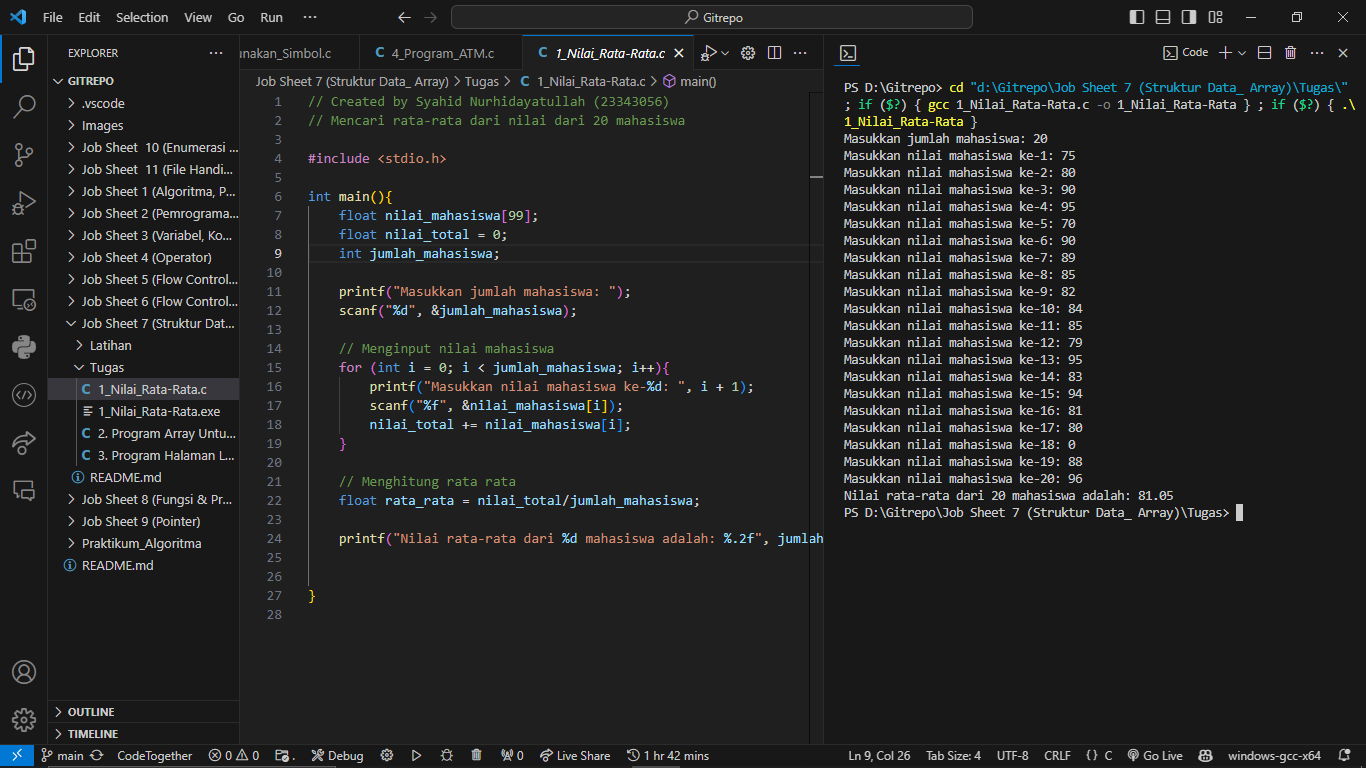 File Edit Selection View Go Run ···
Gitrepo
EXPLORER ···
GITREPO
.vscode
Images
Job Sheet  10 (Enumerasi ...
Job Sheet  11 (File Handi...
Job Sheet 1 (Algoritma, P...
Job Sheet 2 (Pemrograma...
Job Sheet 3 (Variabel, Ko...
Job Sheet 4 (Operator)
Job Sheet 5 (Flow Control...
Job Sheet 6 (Flow Control...
Job Sheet 7 (Struktur Dat...
Latihan
Tugas
C 1_Nilai_Rata-Rata.c
1_Nilai_Rata-Rata.exe
C 2. Program Array Untu...
C 3. Program Halaman L...
README.md
Job Sheet 8 (Fungsi & Pr...
Job Sheet 9 (Pointer)
Praktikum_Algoritma
README.md
OUTLINE
TIMELINE
unakan_Simbol.c
C 4_Program_ATM.c
C 1_Nilai_Rata-Rata.c
Job Sheet 7 (Struktur Data_ Array) > Tugas > C 1_Nilai_Rata-Rata.c > main()
1 // Created by Syahid Nurhidayatullah (23343056)
2 // Mencari rata-rata dari nilai dari 20 mahasiswa
3
4 #include <stdio.h>
5
6 int main(){
7 float nilai_mahasiswa[99];
8 float nilai_total = 0;
9 int jumlah_mahasiswa;
10
11 printf("Masukkan jumlah mahasiswa: ");
12 scanf("%d", &jumlah_mahasiswa);
13
14 // Menginput nilai mahasiswa
15 for (int i = 0; i < jumlah_mahasiswa; i++){
16 printf("Masukkan nilai mahasiswa ke-%d: ", i + 1);
17 scanf("%f", &nilai_mahasiswa[i]);
18 nilai_total += nilai_mahasiswa[i];
19 }
20
21 // Menghitung rata rata
22 float rata_rata = nilai_total/jumlah_mahasiswa;
23
24 printf("Nilai rata-rata dari %d mahasiswa adalah: %.2f", jumlah
25
26
27 }
28
Code
PS D:\Gitrepo> cd "d:\Gitrepo\Job Sheet 7 (Struktur Data_ Array)\Tugas\"
; if ($?) { gcc 1_Nilai_Rata-Rata.c -o 1_Nilai_Rata-Rata } ; if ($?) { .\
1_Nilai_Rata-Rata }
Masukkan jumlah mahasiswa: 20
Masukkan nilai mahasiswa ke-1: 75
Masukkan nilai mahasiswa ke-2: 80
Masukkan nilai mahasiswa ke-3: 90
Masukkan nilai mahasiswa ke-4: 95
Masukkan nilai mahasiswa ke-5: 70
Masukkan nilai mahasiswa ke-6: 90
Masukkan nilai mahasiswa ke-7: 89
Masukkan nilai mahasiswa ke-8: 85
Masukkan nilai mahasiswa ke-9: 82
Masukkan nilai mahasiswa ke-10: 84
Masukkan nilai mahasiswa ke-11: 85
Masukkan nilai mahasiswa ke-12: 79
Masukkan nilai mahasiswa ke-13: 95
Masukkan nilai mahasiswa ke-14: 83
Masukkan nilai mahasiswa ke-15: 94
Masukkan nilai mahasiswa ke-16: 81
Masukkan nilai mahasiswa ke-17: 80
Masukkan nilai mahasiswa ke-18: 0
Masukkan nilai mahasiswa ke-19: 88
Masukkan nilai mahasiswa ke-20: 96
Nilai rata-rata dari 20 mahasiswa adalah: 81.05
PS D:\Gitrepo\Job Sheet 7 (Struktur Data_ Array)\Tugas>
main CodeTogether 0 0 Debug 0 Live Share 1 hr 42 mins Ln 9, Col 26 Tab Size: 4 UTF-8 CRLF { } C Go Live windows-gcc-x64